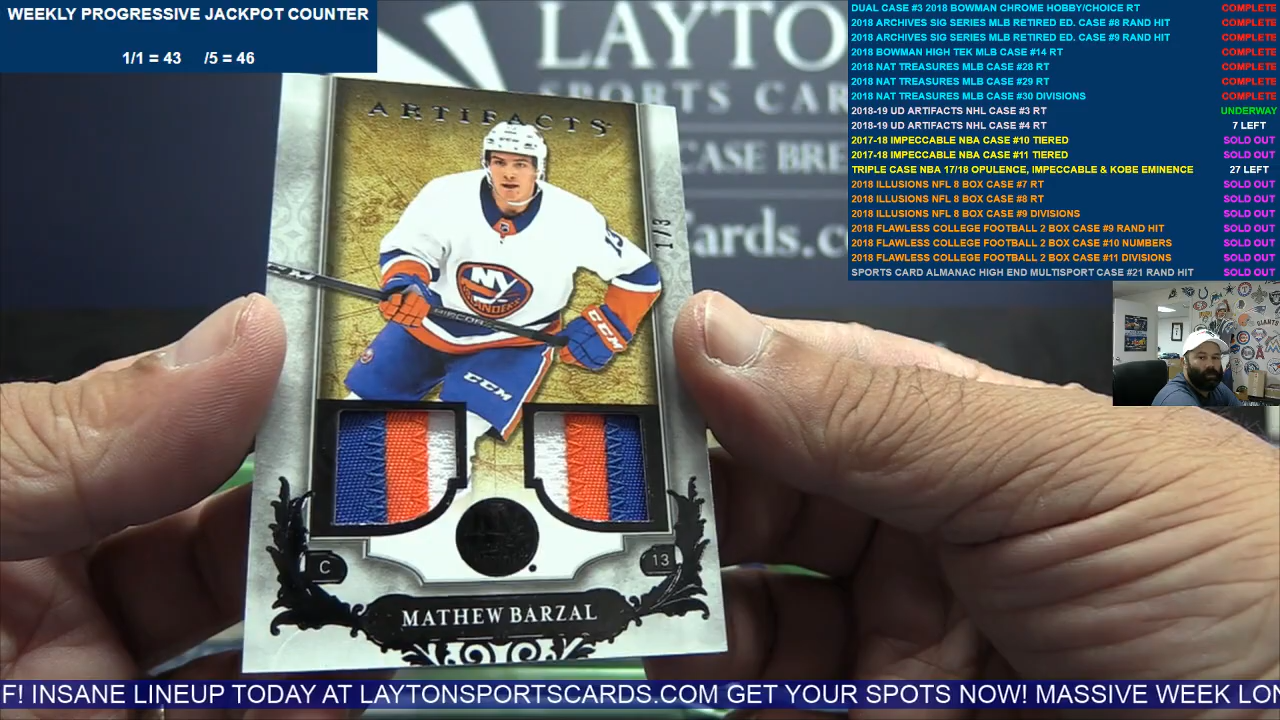 WEEKLY PROGRESSIVE JACKPOT COUNTER
1/1 = 43 /5 = 46
DUAL CASE #3 2018 BOWMAN CHROME HOBBY/CHOICE RT COMPLETE
2018 ARCHIVES SIG SERIES MLB RETIRED ED. CASE #8 RAND HIT COMPLETE
2018 ARCHIVES SIG SERIES MLB RETIRED ED. CASE #9 RAND HIT COMPLETE
2018 BOWMAN HIGH TEK MLB CASE #14 RT COMPLETE
2018 NAT TREASURES MLB CASE #28 RT COMPLETE
2018 NAT TREASURES MLB CASE #29 RT COMPLETE
2018 NAT TREASURES MLB CASE #30 DIVISIONS COMPLETE
2018-19 UD ARTIFACTS NHL CASE #3 RT UNDERWAY
2018-19 UD ARTIFACTS NHL CASE #4 RT 7 LEFT
2017-18 IMPECCABLE NBA CASE #10 TIERED SOLD OUT
2017-18 IMPECCABLE NBA CASE #11 TIERED SOLD OUT
TRIPLE CASE NBA 17/18 OPULENCE, IMPECCABLE & KOBE EMINENCE 27 LEFT
2018 ILLUSIONS NFL 8 BOX CASE #7 RT SOLD OUT
2018 ILLUSIONS NFL 8 BOX CASE #8 RT SOLD OUT
2018 ILLUSIONS NFL 8 BOX CASE #9 DIVISIONS SOLD OUT
2018 FLAWLESS COLLEGE FOOTBALL 2 BOX CASE #9 RAND HIT SOLD OUT
2018 FLAWLESS COLLEGE FOOTBALL 2 BOX CASE #10 NUMBERS SOLD OUT
2018 FLAWLESS COLLEGE FOOTBALL 2 BOX CASE #11 DIVISIONS SOLD OUT
SPORTS CARD ALMANAC HIGH END MULTISPORT CASE #21 RAND HIT SOLD OUT
LAYTON
SPORTS CARDS
CASE BRE
Cards.co
ARTIFACTS
1/3
NY
ISLANDERS
CCM
CCM
C
13
MATHEW BARZAL
F! INSANE LINEUP TODAY AT LAYTONSPORTSCARDS.COM GET YOUR SPOTS NOW! MASSIVE WEEK LON